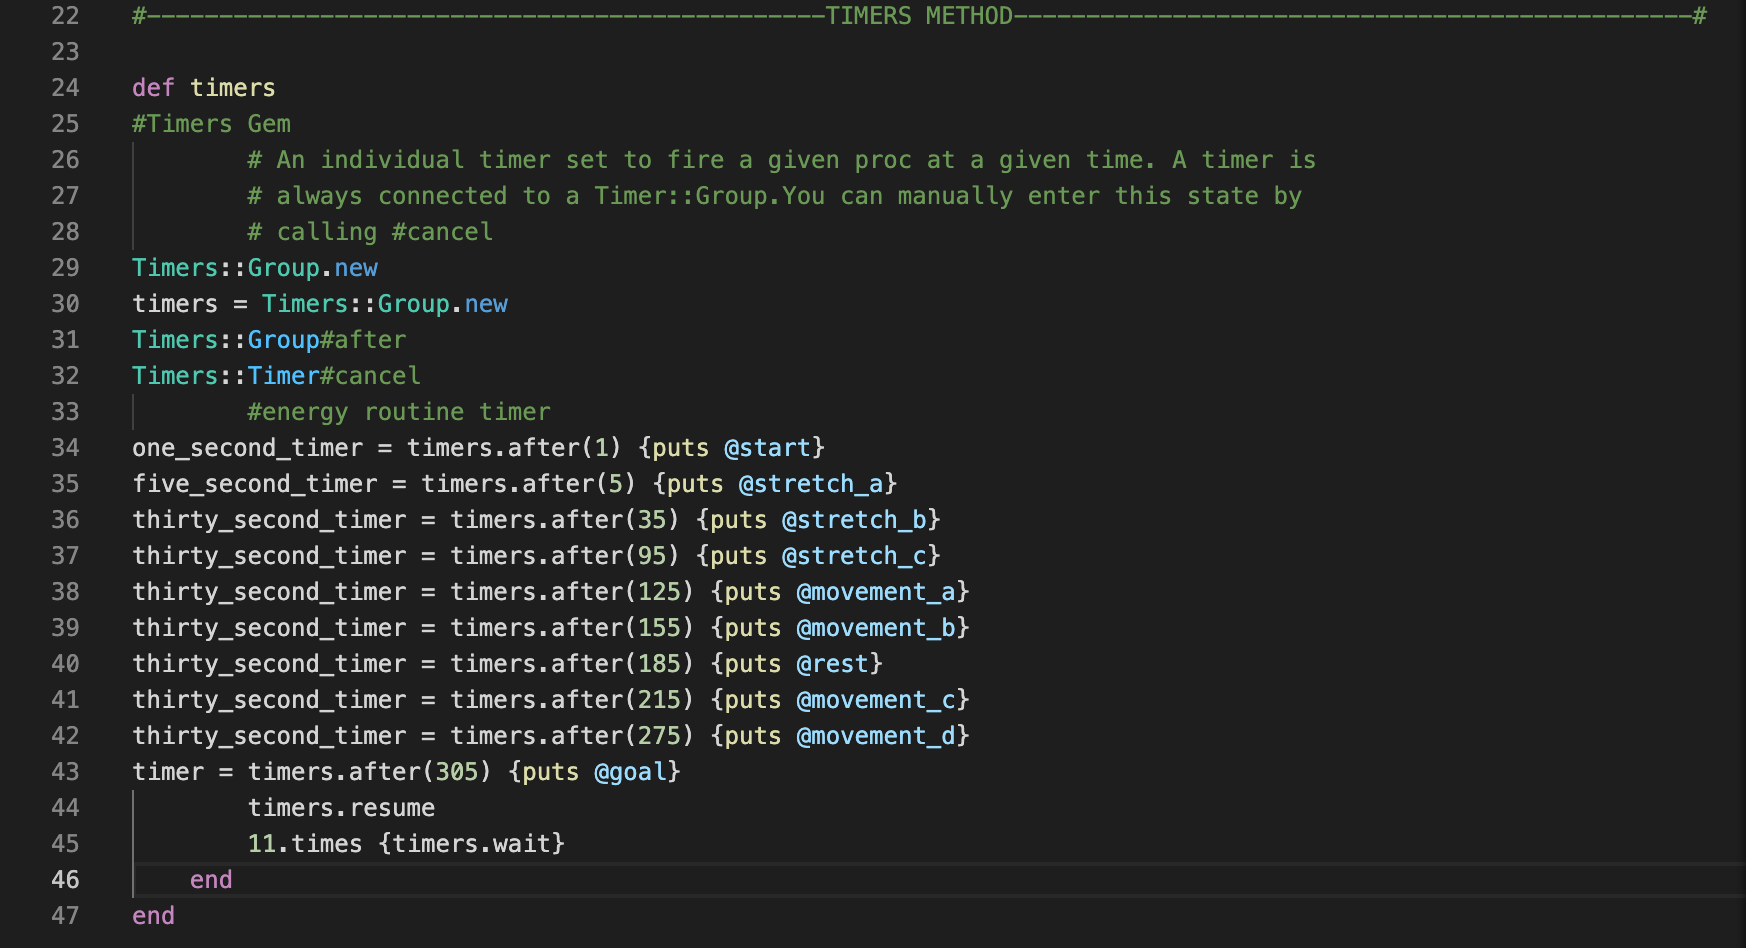 22 #-----------------------------------------------TIMERS METHOD-----------------------------------------------#
23
24 def timers
25 #Timers Gem
26 # An individual timer set to fire a given proc at a given time. A timer is
27 # always connected to a Timer::Group.You can manually enter this state by
28 # calling #cancel
29 Timers::Group.new
30 timers = Timers::Group.new
31 Timers::Group#after
32 Timers::Timer#cancel
33 #energy routine timer
34 one_second_timer = timers.after(1) {puts @start}
35 five_second_timer = timers.after(5) {puts @stretch_a}
36 thirty_second_timer = timers.after(35) {puts @stretch_b}
37 thirty_second_timer = timers.after(95) {puts @stretch_c}
38 thirty_second_timer = timers.after(125) {puts @movement_a}
39 thirty_second_timer = timers.after(155) {puts @movement_b}
40 thirty_second_timer = timers.after(185) {puts @rest}
41 thirty_second_timer = timers.after(215) {puts @movement_c}
42 thirty_second_timer = timers.after(275) {puts @movement_d}
43 timer = timers.after(305) {puts @goal}
44 timers.resume
45 11.times {timers.wait}
46 end
47 end